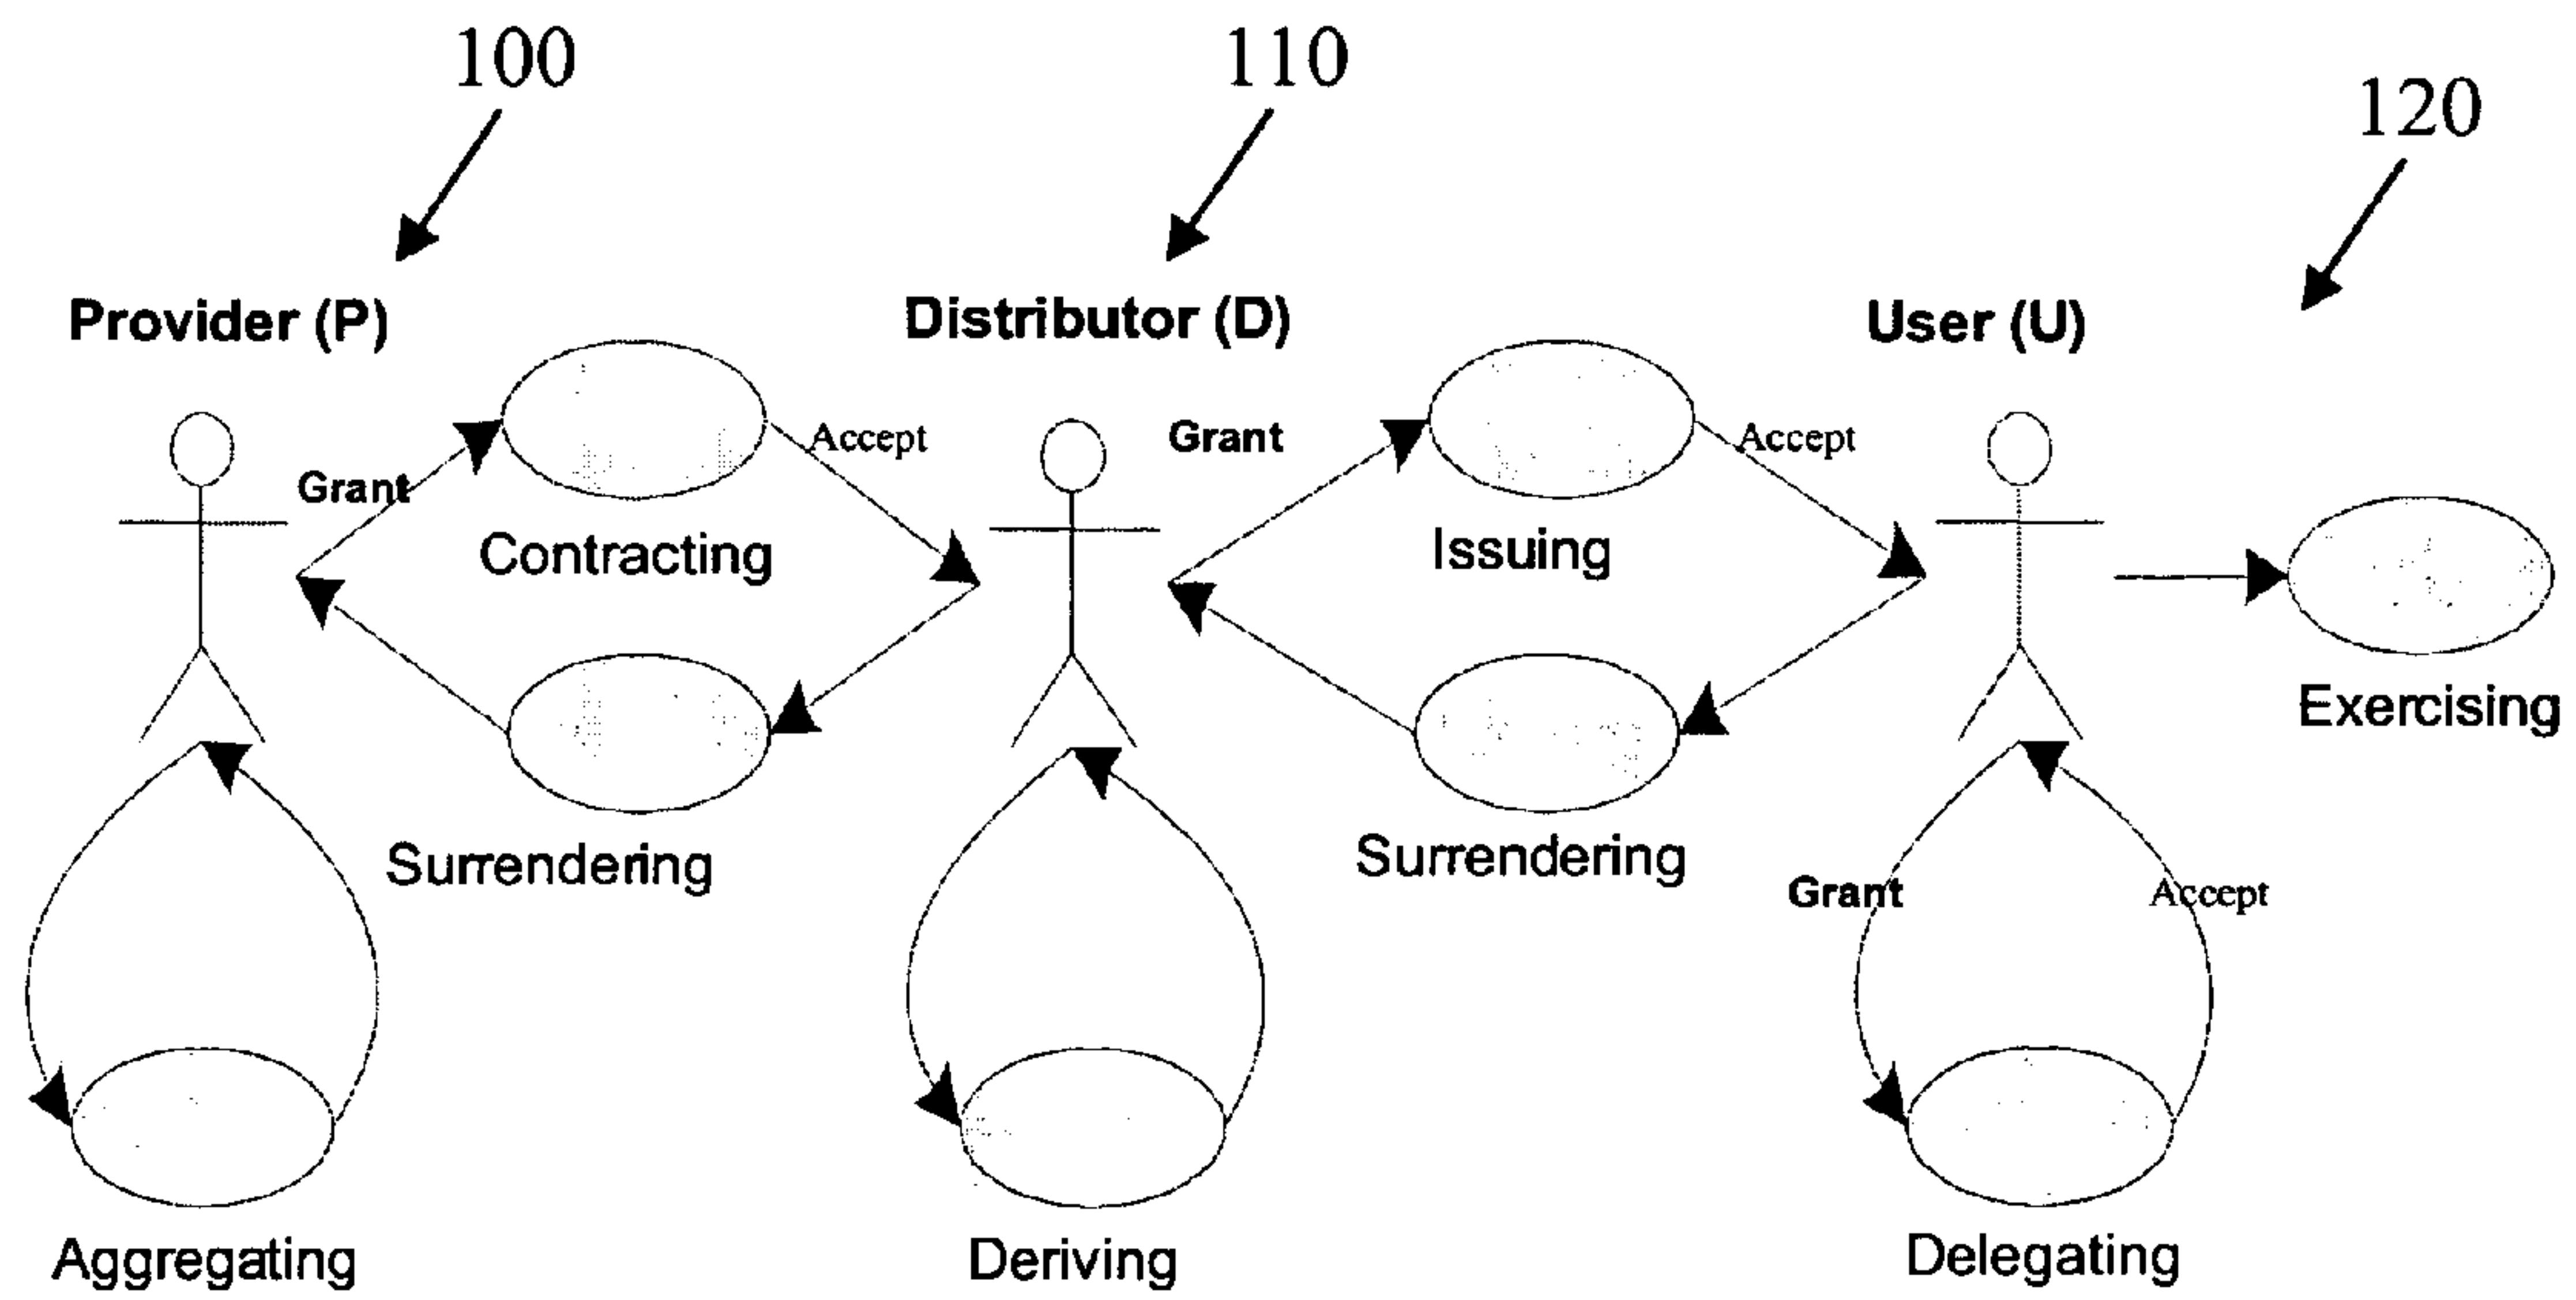 100
110
120
Provider (P)
Distributor (D)
User (U)
Grant
Accept
Grant
Accept
Contracting
Issuing
Exercising
Surrendering
Surrendering
Grant
Accept
Aggregating
Deriving
Delegating